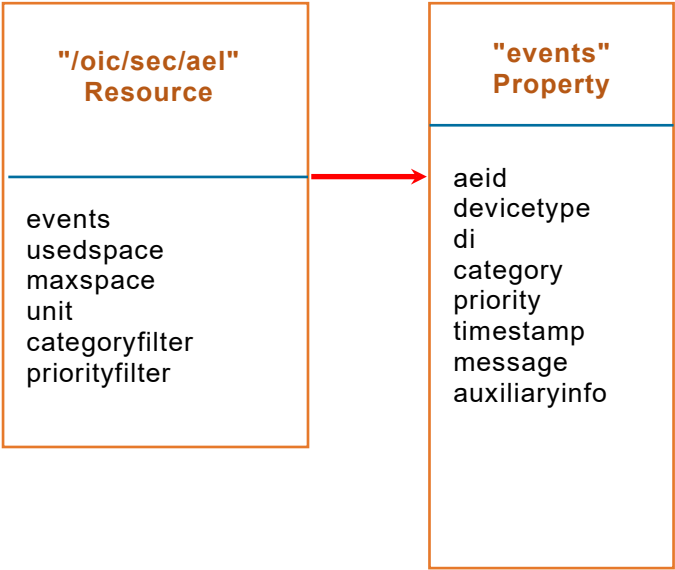 "/oic/sec/ael"
Resource
events
usedspace
maxspace
unit
categoryfilter
priorityfilter
"events"
Property
aeid
devicetype
di
category
priority
timestamp
message
auxiliaryinfo